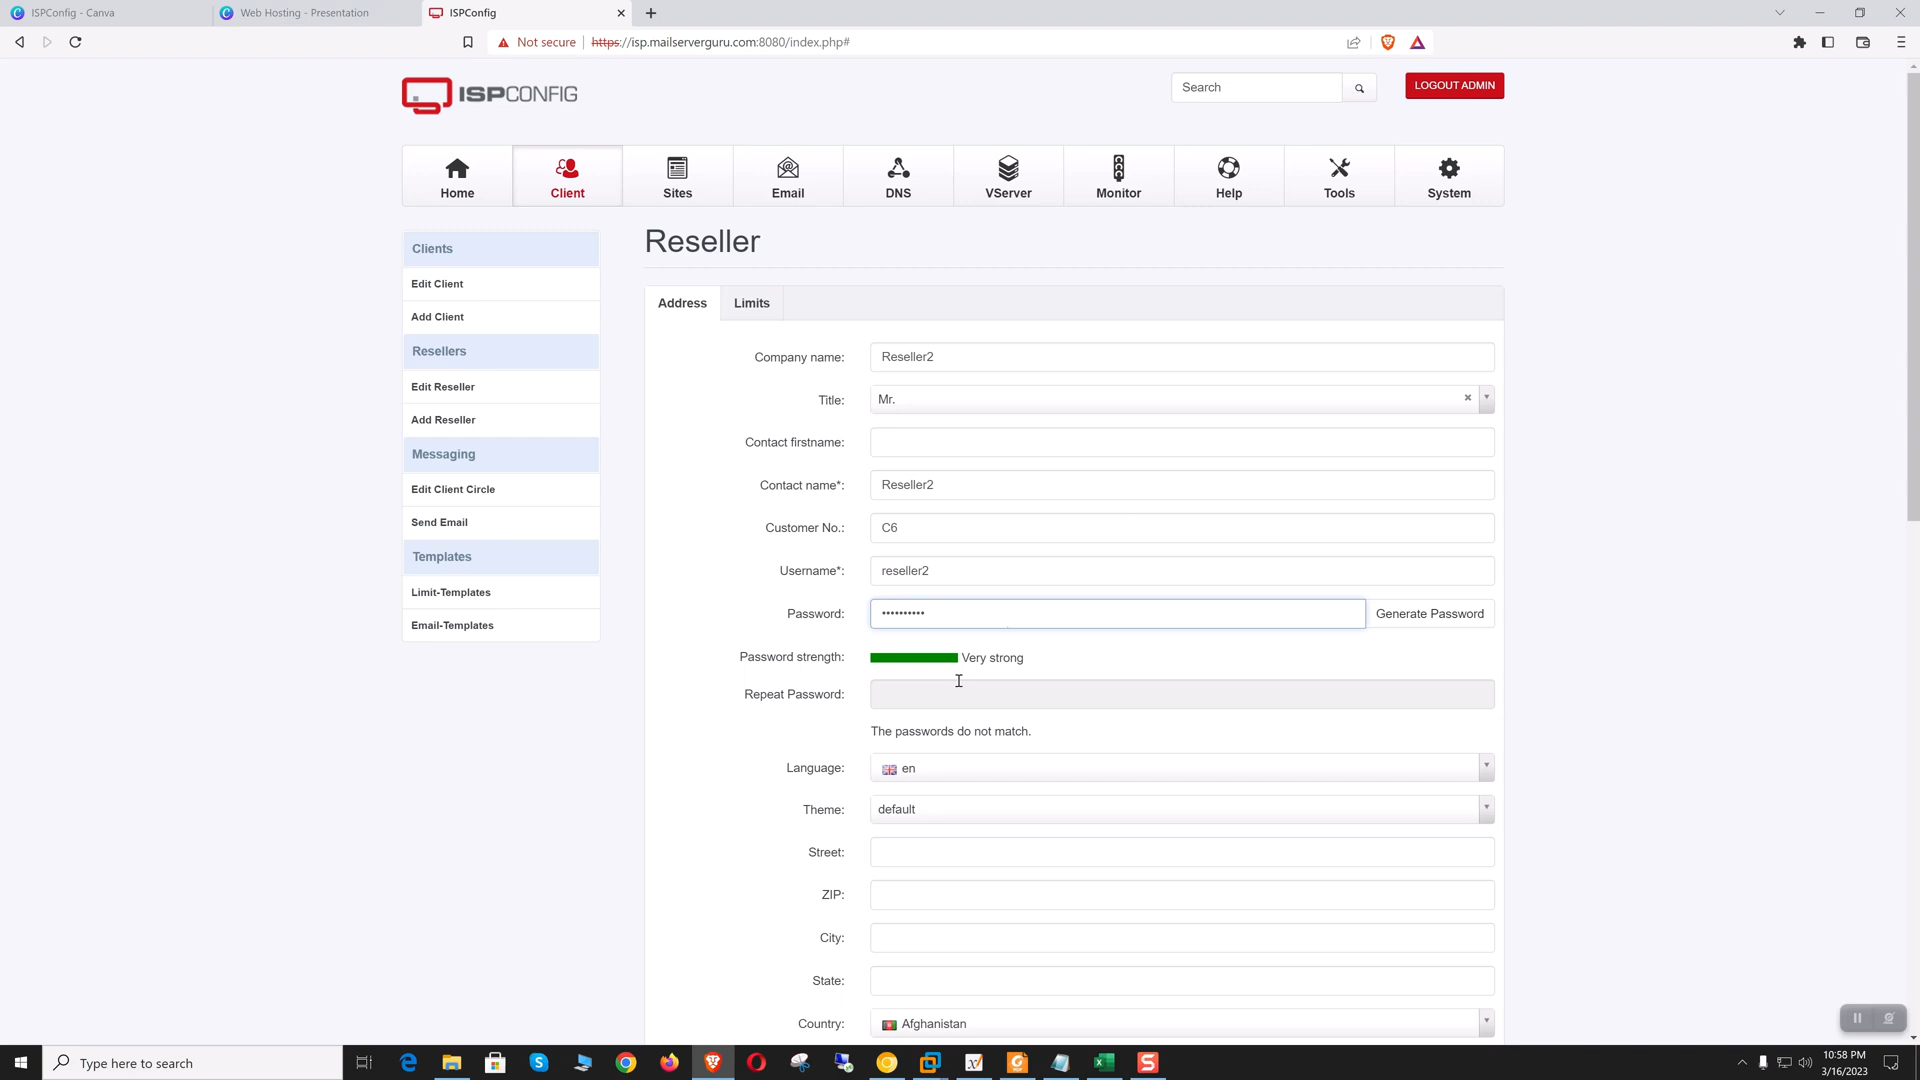 ISPConfig - Canva
Web Hosting - Presentation
ISPConfig
Not secure
https://isp.mailserverguru.com:8080/index.php#
ISPCONFIG
Search
LOGOUT ADMIN
Home
Client
Sites
Email
DNS
VServer
Monitor
Help
Tools
System
Clients
Edit Client
Add Client
Resellers
Edit Reseller
Add Reseller
Messaging
Edit Client Circle
Send Email
Templates
Limit-Templates
Email-Templates
Reseller
Address
Limits
Company name:
Reseller2
Title:
Mr.
Contact firstname:
Contact name*:
Reseller2
Customer No.:
C6
Username*:
reseller2
Password:
••••••••••
Generate Password
Password strength:
Very strong
Repeat Password:
The passwords do not match.
Language:
en
Theme:
default
Street:
ZIP:
City:
State:
Country:
Afghanistan
Type here to search
10:58 PM
3/16/2023